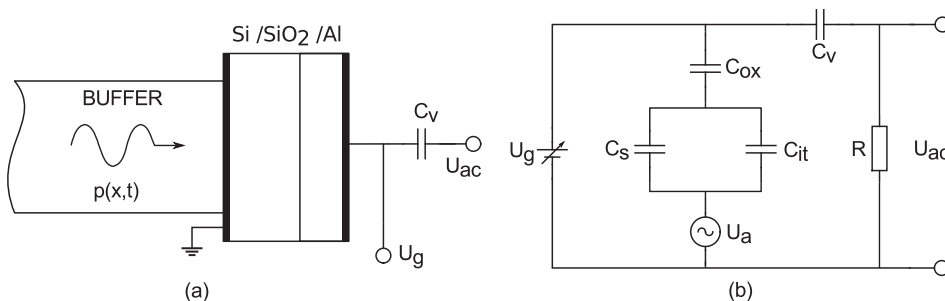 Si /SiO2 /Al
BUFFER
p(x,t)
Cv
Uac
Ug
(a)
Cv
Cox
Ug
Cs
Cit
R
Uac
Ua
(b)